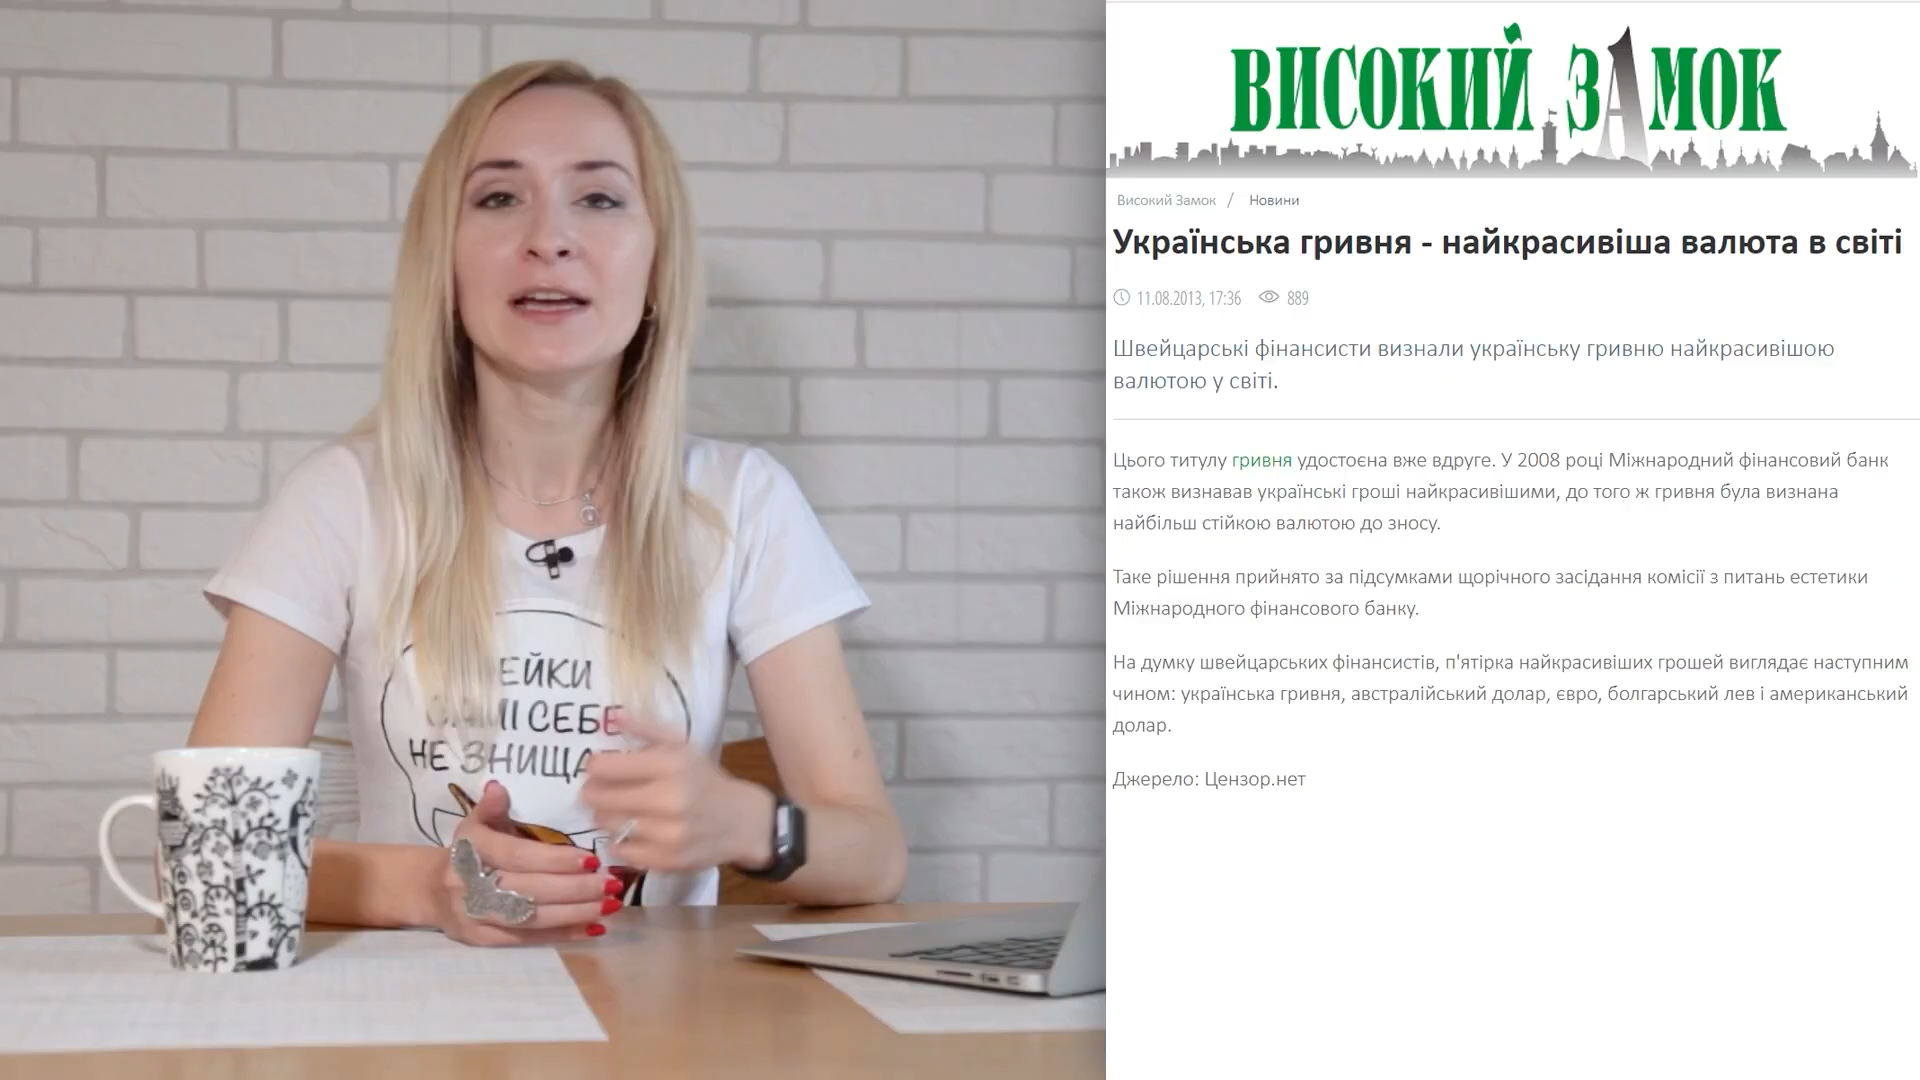 ЕЙКИ
САМІ СЕБЕ
НЕ
ВИСОКИЙ ЗАМОК
Високий Замок / Новини
Українська гривня - найкрасивіша валюта в світі
11.08.2013, 17:36 889
Швейцарські фінансисти визнали українську гривню найкрасивішою
валютою у світі.
Цього титулу гривня удостоєна вже вдруге. У 2008 році Міжнародний фінансовий банк
також визнавав українські гроші найкрасивішими, до того ж гривня була визнана
найбільш стійкою валютою до зносу.
Таке рішення прийнято за підсумками щорічного засідання комісії з питань естетики
Міжнародного фінансового банку.
На думку швейцарських фінансистів, п'ятірка найкрасивіших грошей виглядає наступним
чином: українська гривня, австралійський долар, євро, болгарський лев і американський
долар.
Джерело: Цензор.нет